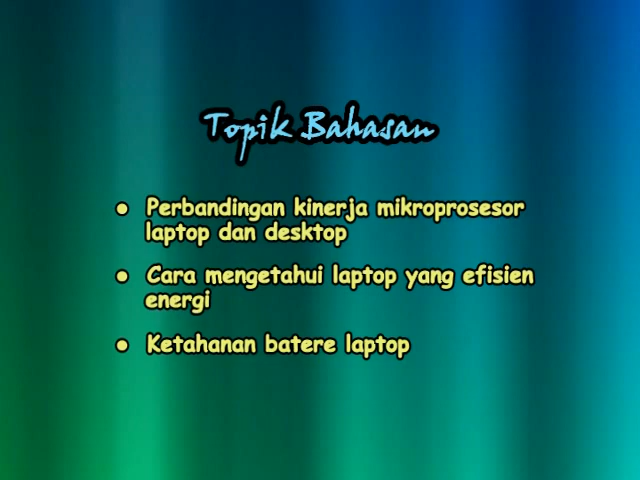 Topik Bahasan
• Perbandingan kinerja mikroprosesor
laptop dan desktop
• Cara mengetahui laptop yang efisien
energi
• Ketahanan batere laptop